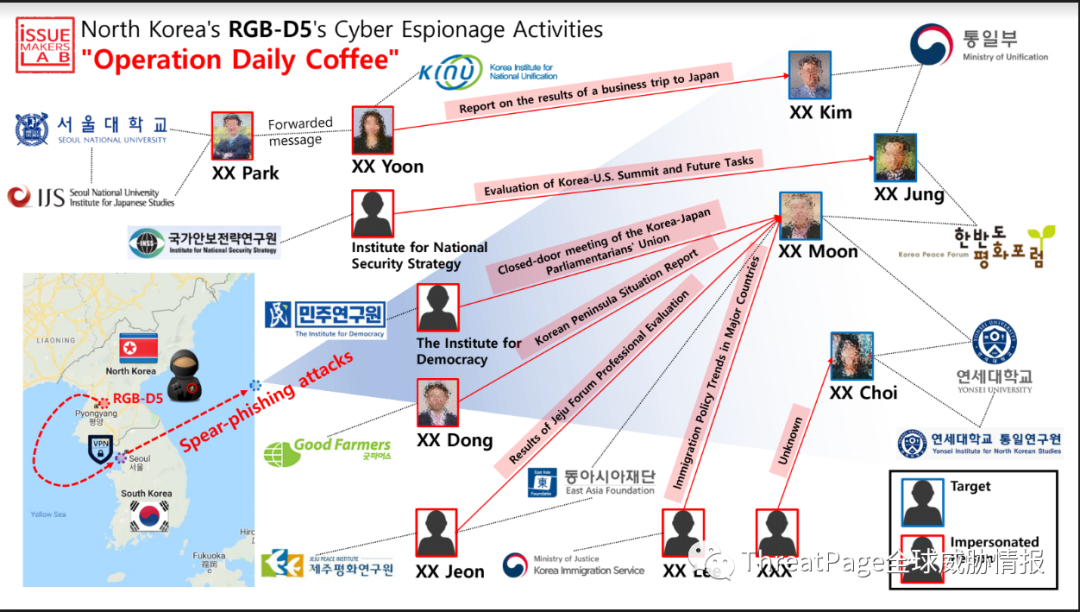 ISSUE
MAKERS
LAB
North Korea's RGB-D5's Cyber Espionage Activities
"Operation Daily Coffee"
KINU
Korea Institute for
National Unification
통일부
Ministry of Unification
Report on the results of a business trip to Japan
XX Kim
서울대학교
SEOUL NATIONAL UNIVERSITY
Forwarded
message
XX Park
XX Yoon
IJS
Seoul National University
Institute for Japanese Studies
Evaluation of Korea-U.S. Summit and Future Tasks
XX Jung
INSS
국가안보전략연구원
Institute for National Security Strategy
Institute for National
Security Strategy
Closed-door meeting of the Korea-Japan
Parliamentarians' Union
XX Moon
한반도
평화포럼
Korea Peace Forum
LIAONING
North Korea
RGB-D5
Pyongyang
평양
VPN
Seoul
서울
South Korea
Yellow Sea
Fukuoka
福岡
Spear-phishing attacks
민주연구원
The Institute for Democracy
The Institute for
Democracy
Korean Peninsula Situation Report
Results of Jeju Forum Professional Evaluation
Immigration Policy Trends in Major Countries
Unknown
XX Choi
YONSEI UNIVERSITY
연세대학교
YONSEI UNIVERSITY
연세대학교 통일연구원
Yonsei Institute for North Korean Studies
Good Farmers
굿파머스
XX Dong
East Asia
東
Foundation
동아시아재단
East Asia Foundation
Target
Impersonated
제주평화연구원
JEJU PEACE INSTITUTE
XX Jeon
Ministry of Justice
Korea Immigration Service
XX Lee
XXX
ThreatPage全球威胁情报